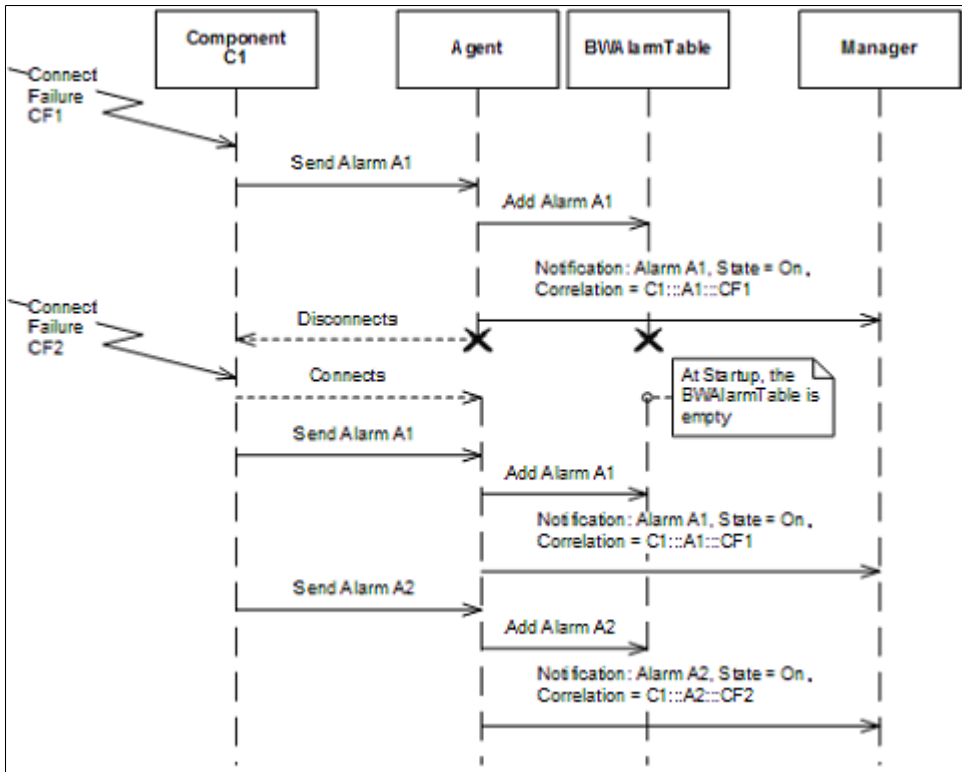 Component
C1
Agent
BWAlarmTable
Manager
Connect
Failure
CF1
Send Alarm A1
Add Alarm A1
Notification: Alarm A1, State = On,
Correlation = C1:::A1:::CF1
Connect
Failure
CF2
Disconnects
Connects
At Startup, the
BWAlarmTable is
empty
Send Alarm A1
Add Alarm A1
Notification: Alarm A1, State = On,
Correlation = C1:::A1:::CF1
Send Alarm A2
Add Alarm A2
Notification: Alarm A2, State = On,
Correlation = C1:::A2:::CF2